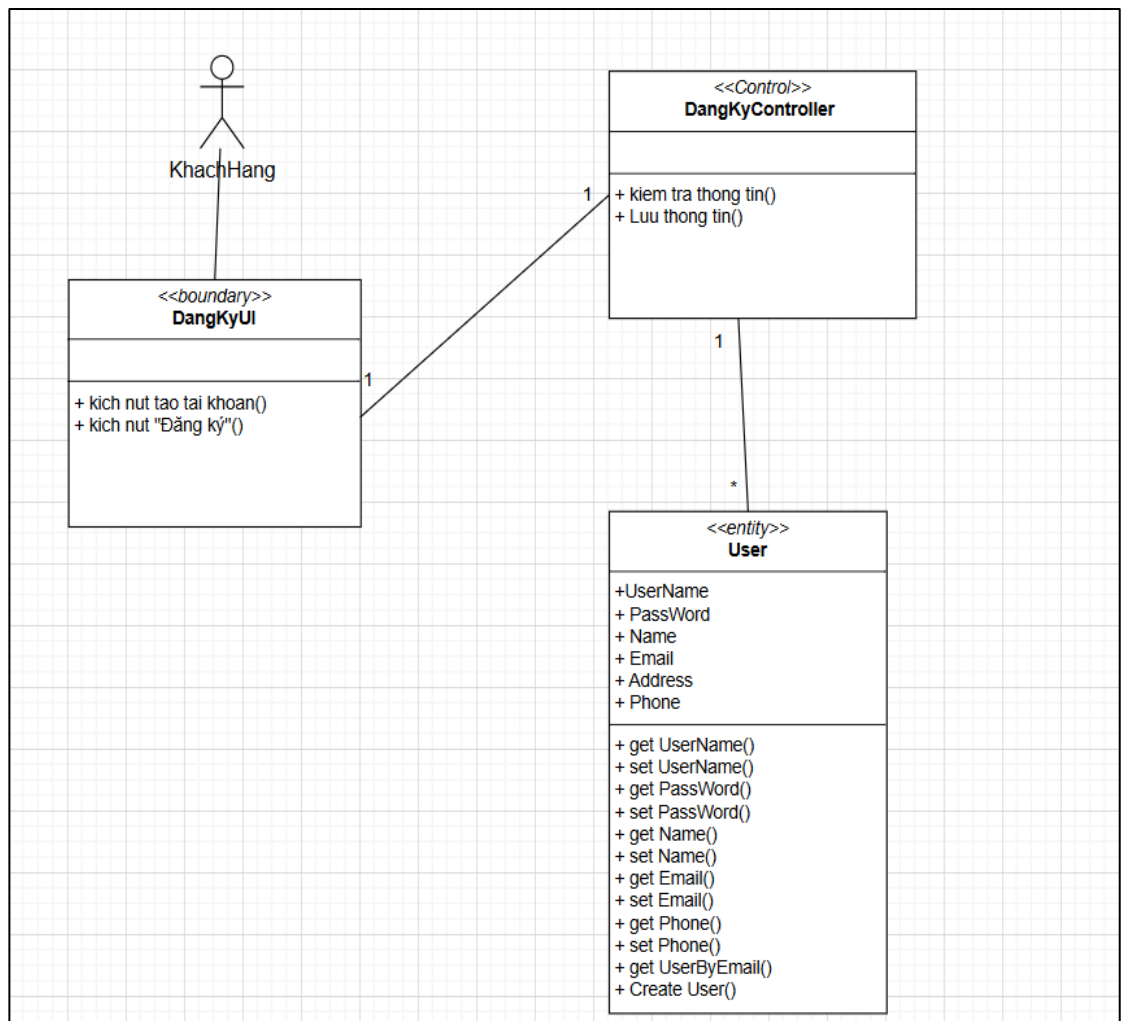 KhachHang
<<boundary>>
DangKyUI
+ kich nut tao tai khoan()
+ kich nut "Đăng ký"()
1
1
<<Control>>
DangKyController
+ kiem tra thong tin()
+ Luu thong tin()
1
*
<<entity>>
User
+UserName
+ PassWord
+ Name
+ Email
+ Address
+ Phone
+ get UserName()
+ set UserName()
+ get PassWord()
+ set PassWord()
+ get Name()
+ set Name()
+ get Email()
+ set Email()
+ get Phone()
+ set Phone()
+ get UserByEmail()
+ Create User()